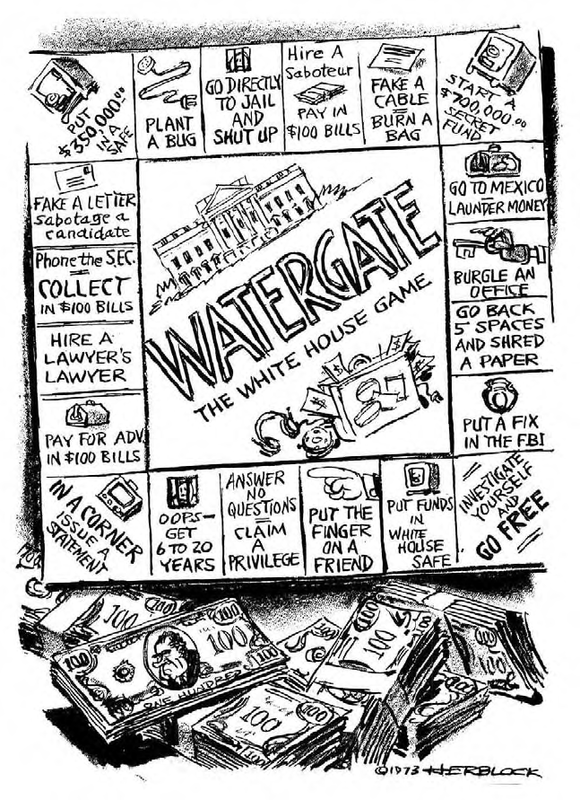 PUT
$350,000.00
IN A
SAFE
PLANT
A BUG
GO DIRECTLY
TO JAIL
AND
SHUT UP
Hire A
Saboteur
PAY IN
$100 BILLS
FAKE
A CABLE
BURN A
BAG
START A
$700,000.00
SECRET
FUND
FAKE A LETTER
Sabotage a
candidate
Phone the SEC.
COLLECT
IN $100 BILLS
HIRE A
LAWYER'S
LAWYER
PAY FOR ADV.
IN $100 BILLS
WATERGATE
THE WHITE HOUSE GAME
GO TO MEXICO
LAUNDER MONEY
BURGLE AN
OFFICE
GO BACK
5 SPACES
AND SHRED
A PAPER
PUT A FIX
IN THE FBI
IN A CORNER
ISSUE A
STATEMENT
OOPS—
GET
6 TO 20
YEARS
ANSWER
NO
QUESTIONS
CLAIM
A
PRIVILEGE
PUT THE
FINGER
ON A
FRIEND
PUT FUNDS
IN
WHITE
HOUSE
SAFE
INVESTIGATE
YOURSELF
AND
GO FREE
100
100
100
100
100
100
ONE HUNDRED
100
100
100
©1973 HERBLOCK